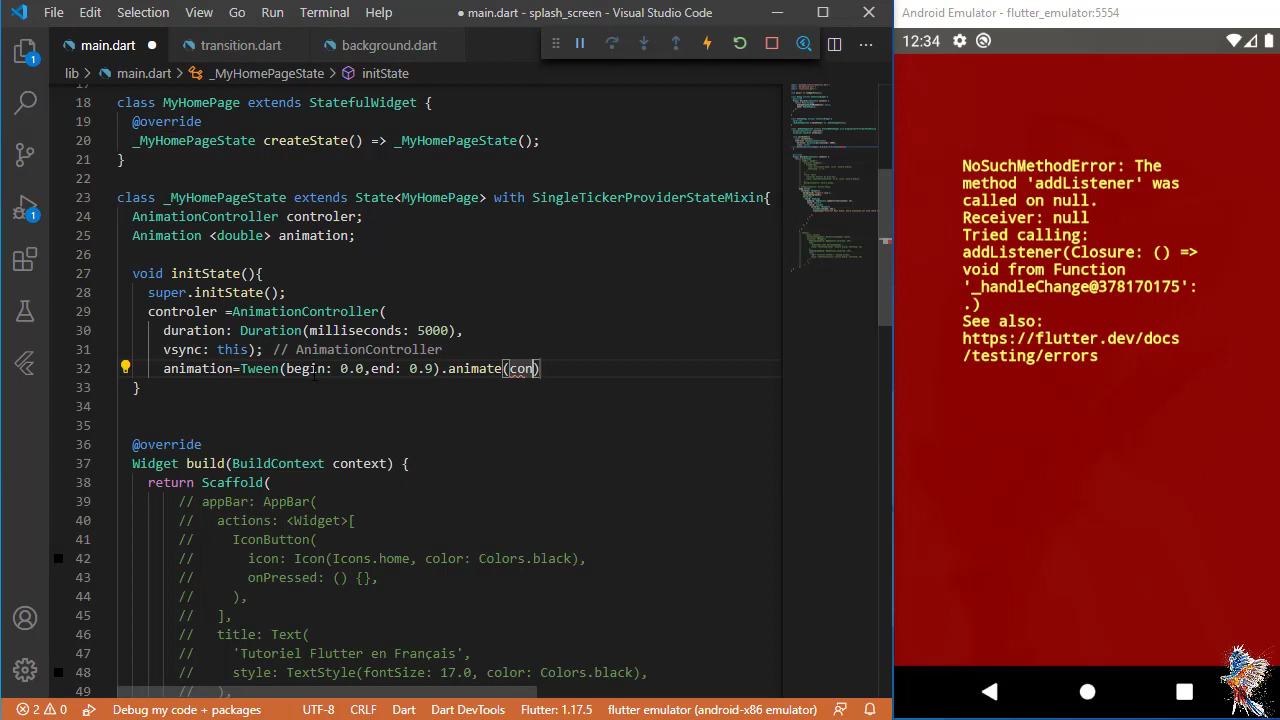 File Edit Selection View Go Run Terminal Help
● main.dart - splash_screen - Visual Studio Code
Android Emulator - flutter_emulator:5554
main.dart
transition.dart
background.dart
12:34
lib > main.dart > _MyHomePageState > initState
18 class MyHomePage extends StatefulWidget {
19 @override
20 _MyHomePageState createState() => _MyHomePageState();
21 }
22
23 class _MyHomePageState extends State<MyHomePage> with SingleTickerProviderStateMixin{
24 AnimationController controler;
25 Animation <double> animation;
26
27 void initState(){
28 super.initState();
29 controler =AnimationController(
30 duration: Duration(milliseconds: 5000),
31 vsync: this); // AnimationController
32 animation=Tween(begin: 0.0,end: 0.9).animate(con)
33 }
34
35
36 @override
37 Widget build(BuildContext context) {
38 return Scaffold(
39 // appBar: AppBar(
40 // actions: <Widget>[
41 // IconButton(
42 // icon: Icon(Icons.home, color: Colors.black),
43 // onPressed: () {},
44 // ),
45 // ],
46 // title: Text(
47 // 'Tutoriel Flutter en Français',
48 // style: TextStyle(fontSize: 17.0, color: Colors.black),
49 // ),
1
1
2 0 Debug my code + packages UTF-8 CRLF Dart Dart DevTools Flutter: 1.17.5 flutter emulator (android-x86 emulator)
NoSuchMethodError: The
method 'addListener' was
called on null.
Receiver: null
Tried calling:
addListener(Closure: () =>
void from Function
'_handleChange@378170175':
.)
See also:
https://flutter.dev/docs
/testing/errors